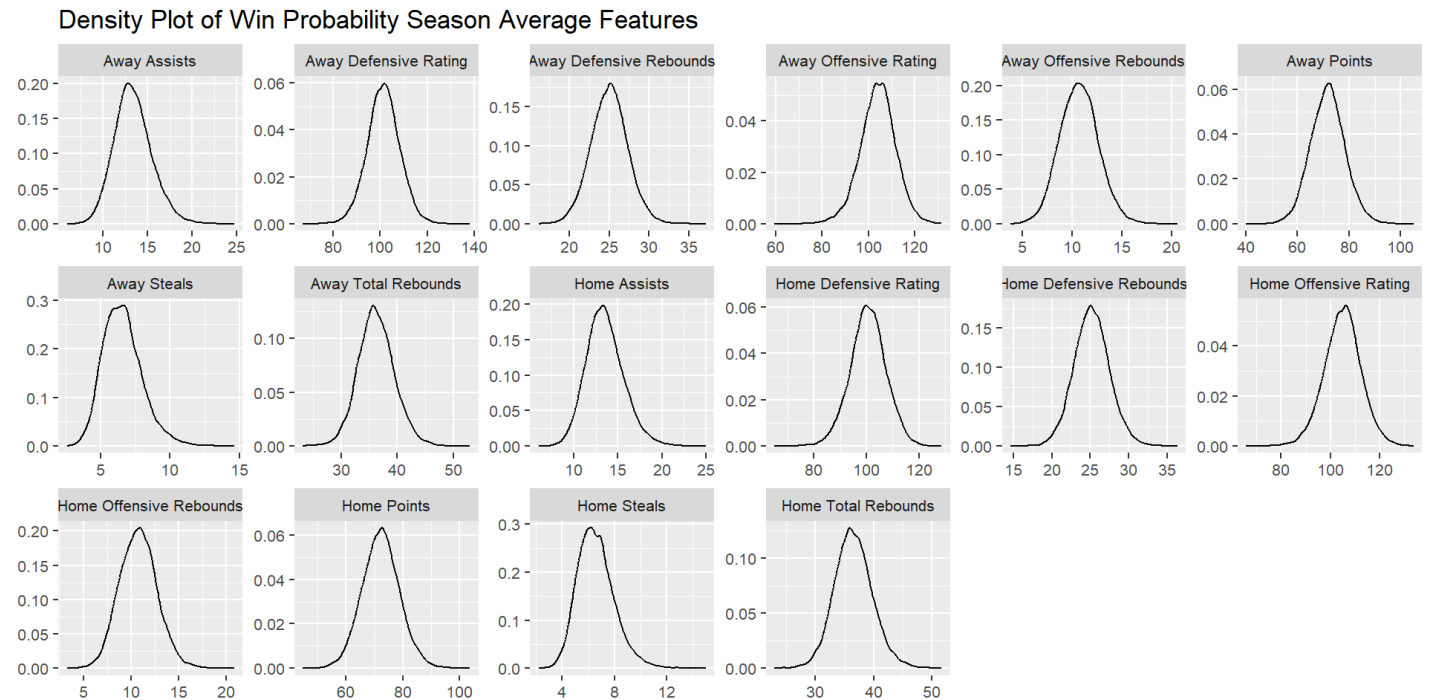 Density Plot of Win Probability Season Average Features
Away Assists
0.20
0.15
0.10
0.05
0.00
10 15 20 25
Away Defensive Rating
0.06
0.04
0.02
0.00
80 100 120 140
Away Defensive Rebounds
0.15
0.10
0.05
0.00
20 25 30 35
Away Offensive Rating
0.04
0.02
0.00
60 80 100 120
Away Offensive Rebounds
0.20
0.15
0.10
0.05
0.00
5 10 15 20
Away Points
0.06
0.04
0.02
0.00
40 60 80 100
Away Steals
0.3
0.2
0.1
0.0
5 10 15
Away Total Rebounds
0.10
0.05
0.00
30 40 50
Home Assists
0.20
0.15
0.10
0.05
0.00
10 15 20 25
Home Defensive Rating
0.06
0.04
0.02
0.00
80 100 120
Home Defensive Rebounds
0.15
0.10
0.05
0.00
15 20 25 30 35
Home Offensive Rating
0.04
0.02
0.00
80 100 120
Home Offensive Rebounds
0.20
0.15
0.10
0.05
0.00
5 10 15 20
Home Points
0.06
0.04
0.02
0.00
60 80 100
Home Steals
0.3
0.2
0.1
0.0
4 8 12
Home Total Rebounds
0.10
0.05
0.00
30 40 50